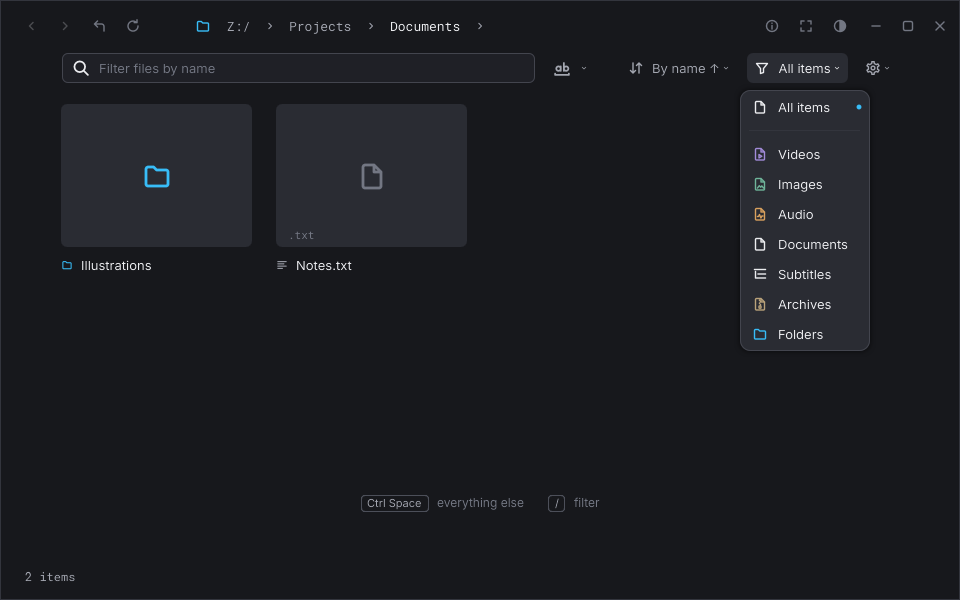 Z:/ Projects Documents
Filter files by name
ab
By name ↑
All items
All items
Videos
Images
Audio
Documents
Subtitles
Archives
Folders
.txt
Illustrations
Notes.txt
Ctrl Space everything else / filter
2 items